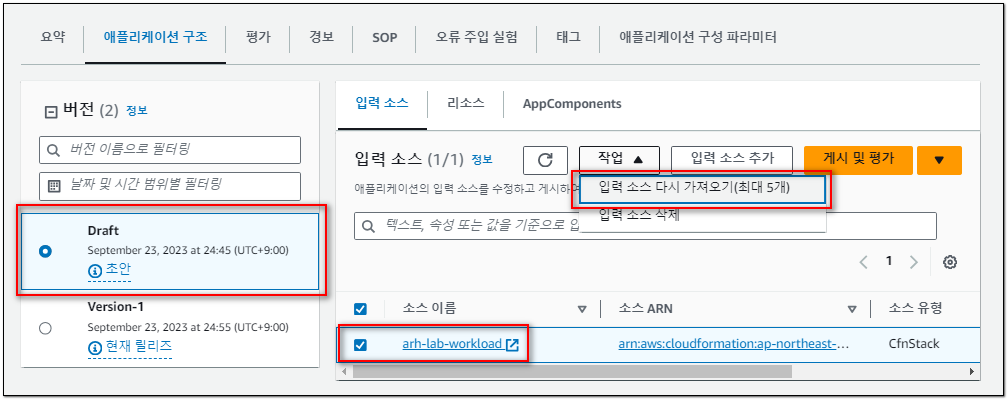 요약 애플리케이션 구조 평가 경보 SOP 오류 주입 실험 태그 애플리케이션 구성 파라미터
버전 (2) 정보
버전 이름으로 필터링
날짜 및 시간 범위별 필터링
Draft
September 23, 2023 at 24:45 (UTC+9:00)
초안
Version-1
September 23, 2023 at 24:55 (UTC+9:00)
현재 릴리즈
입력 소스 리소스 AppComponents
입력 소스 (1/1) 정보 작업 입력 소스 추가 게시 및 평가
애플리케이션의 입력 소스를 수정하고 게시하여
입력 소스 다시 가져오기(최대 5개)
입력 소스 삭제
텍스트, 속성 또는 값을 기준으로
1
소스 이름 소스 ARN 소스 유형
arh-lab-workload arn:aws:cloudformation:ap-northeast-... CfnStack